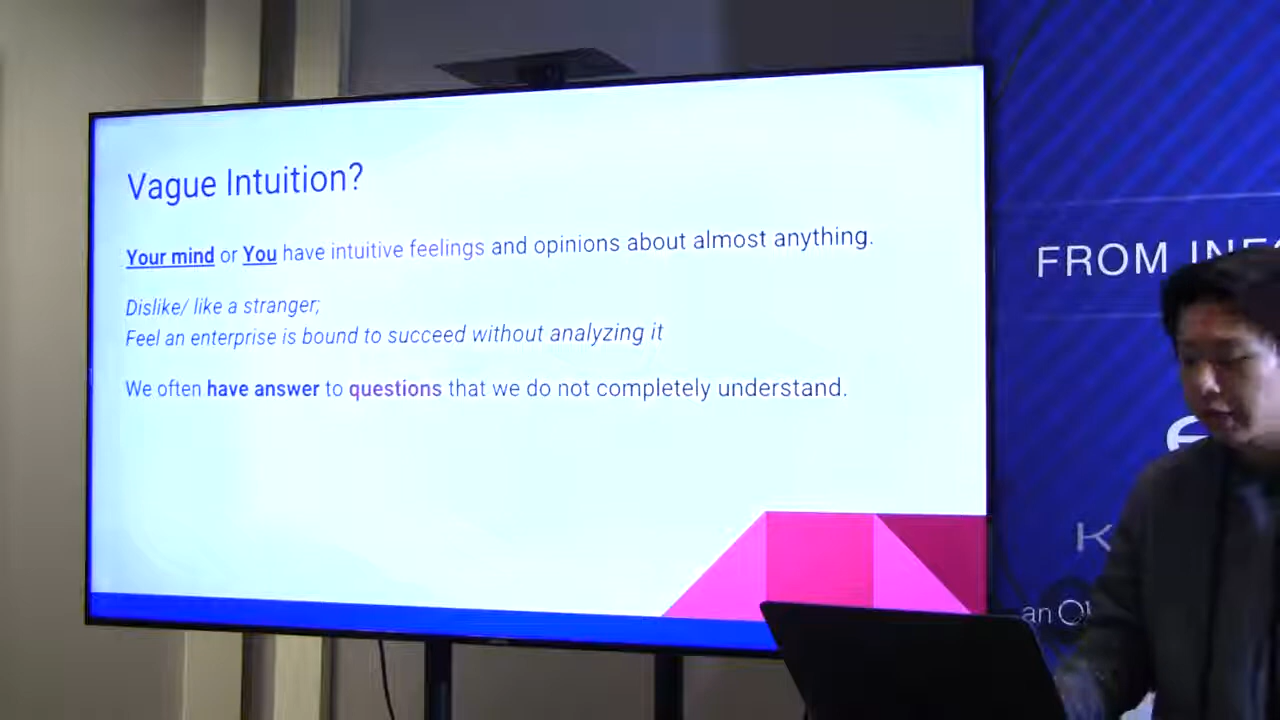 Vague Intuition?
Your mind or You have intuitive feelings and opinions about almost anything.
Dislike/ like a stranger;
Feel an enterprise is bound to succeed without analyzing it
We often have answer to questions that we do not completely understand.
FROM
K
an